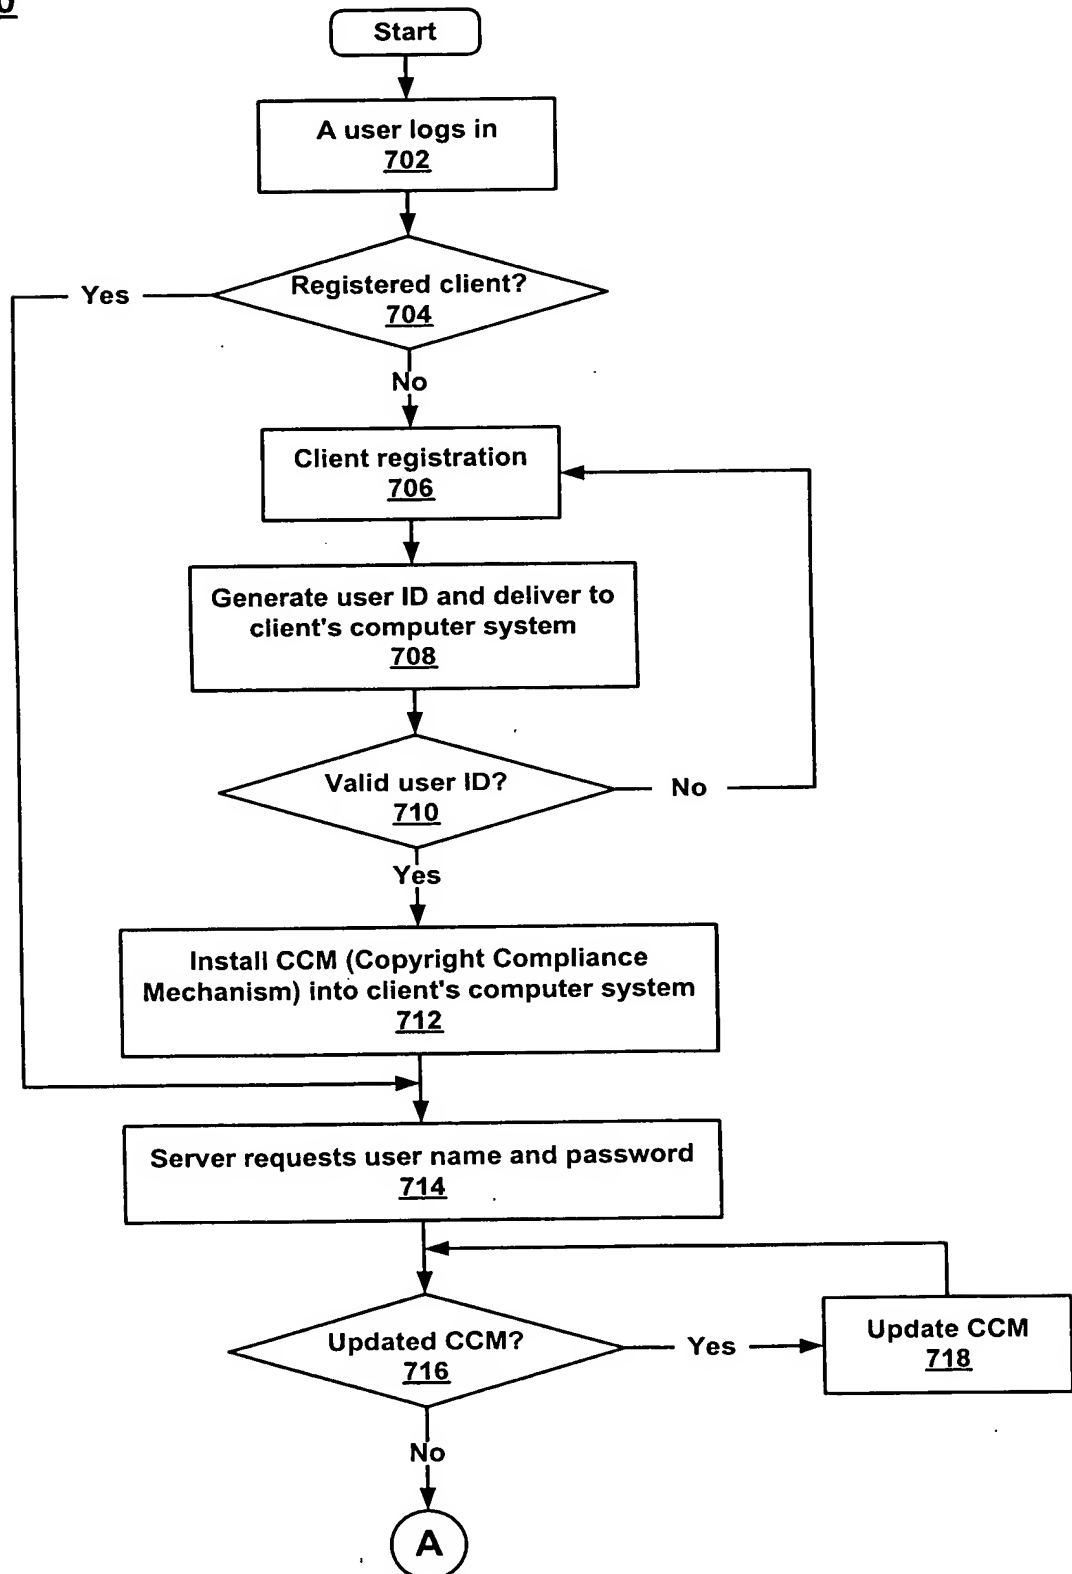 0
Start
A user logs in
702
Registered client?
704
Yes
No
Client registration
706
Generate user ID and deliver to
client's computer system
708
Valid user ID?
710
No
Yes
Install CCM (Copyright Compliance
Mechanism) into client's computer system
712
Server requests user name and password
714
Updated CCM?
716
Yes
Update CCM
718
No
A